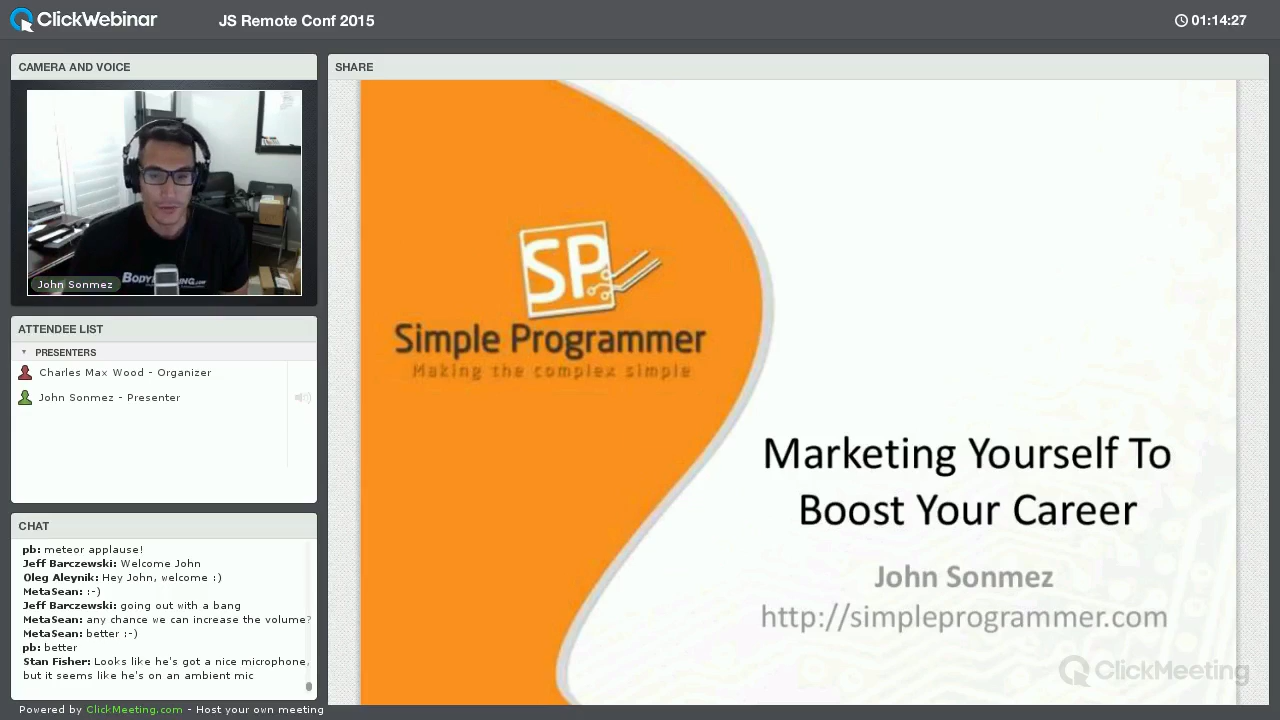 ClickWebinar
JS Remote Conf 2015
01:14:27
CAMERA AND VOICE
John Sonmez
ATTENDEE LIST
PRESENTERS
Charles Max Wood - Organizer
John Sonmez - Presenter
CHAT
pb: meteor applause!
Jeff Barczewski: Welcome John
Oleg Aleynik: Hey John, welcome :)
MetaSean: :-)
Jeff Barczewski: going out with a bang
MetaSean: any chance we can increase the volume?
MetaSean: better :-)
pb: better
Stan Fisher: Looks like he's got a nice microphone,
but it seems like he's on an ambient mic
Powered by ClickMeeting.com - Host your own meeting
SHARE
SP
Simple Programmer
Making the complex simple
Marketing Yourself To
Boost Your Career
John Sonmez
http://simpleprogrammer.com
ClickMeeting